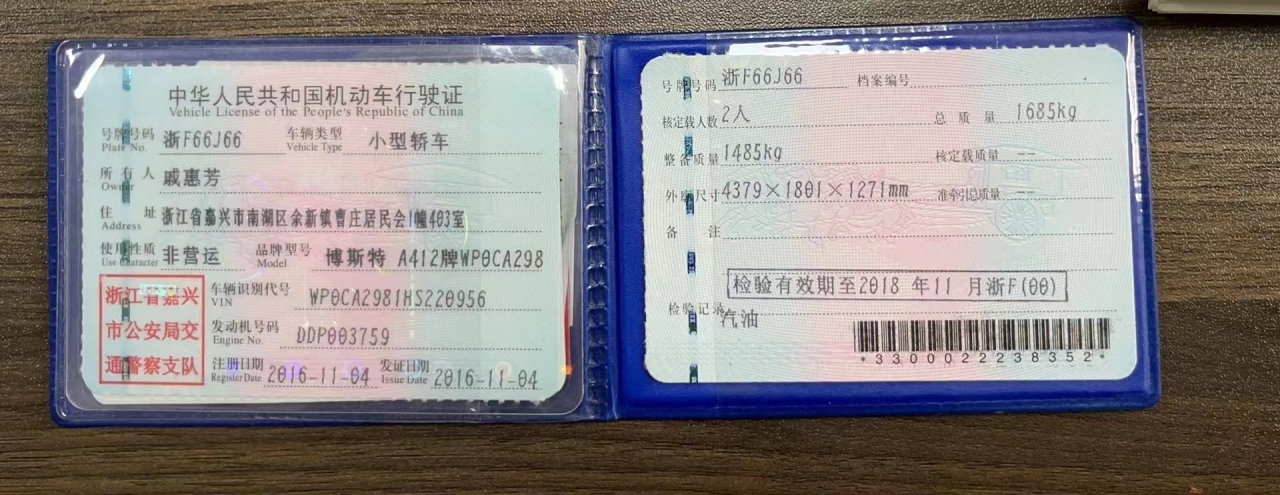 中华人民共和国机动车行驶证
Vehicle License of the People's Republic of China
号牌号码 浙F66J66 车辆类型 小型轿车
Plate No. Vehicle Type
所有人 戚惠芳
Owner
住址 浙江省嘉兴市南湖区余新镇曹庄居民会1幢403室
Address
使用性质 非营运 品牌型号 博斯特 A412牌WP0CA298
Use Character Model
浙江省嘉兴
市公安局交
通警察支队
车辆识别代号 WP0CA2981HS220956
VIN
发动机号码 DDP003759
Engine No.
注册日期 2016-11-04 发证日期 2016-11-04
Register Date Issue Date
号牌号码 浙F66J66 档案编号
核定载人数 2人 总质量 1685kg
整备质量 1485kg 核定载质量 --
外廓尺寸 4379×1801×1271mm 准牵引总质量 --
备注
检验有效期至2018 年11 月浙F(00)
检验记录
汽油
*3300022238352*